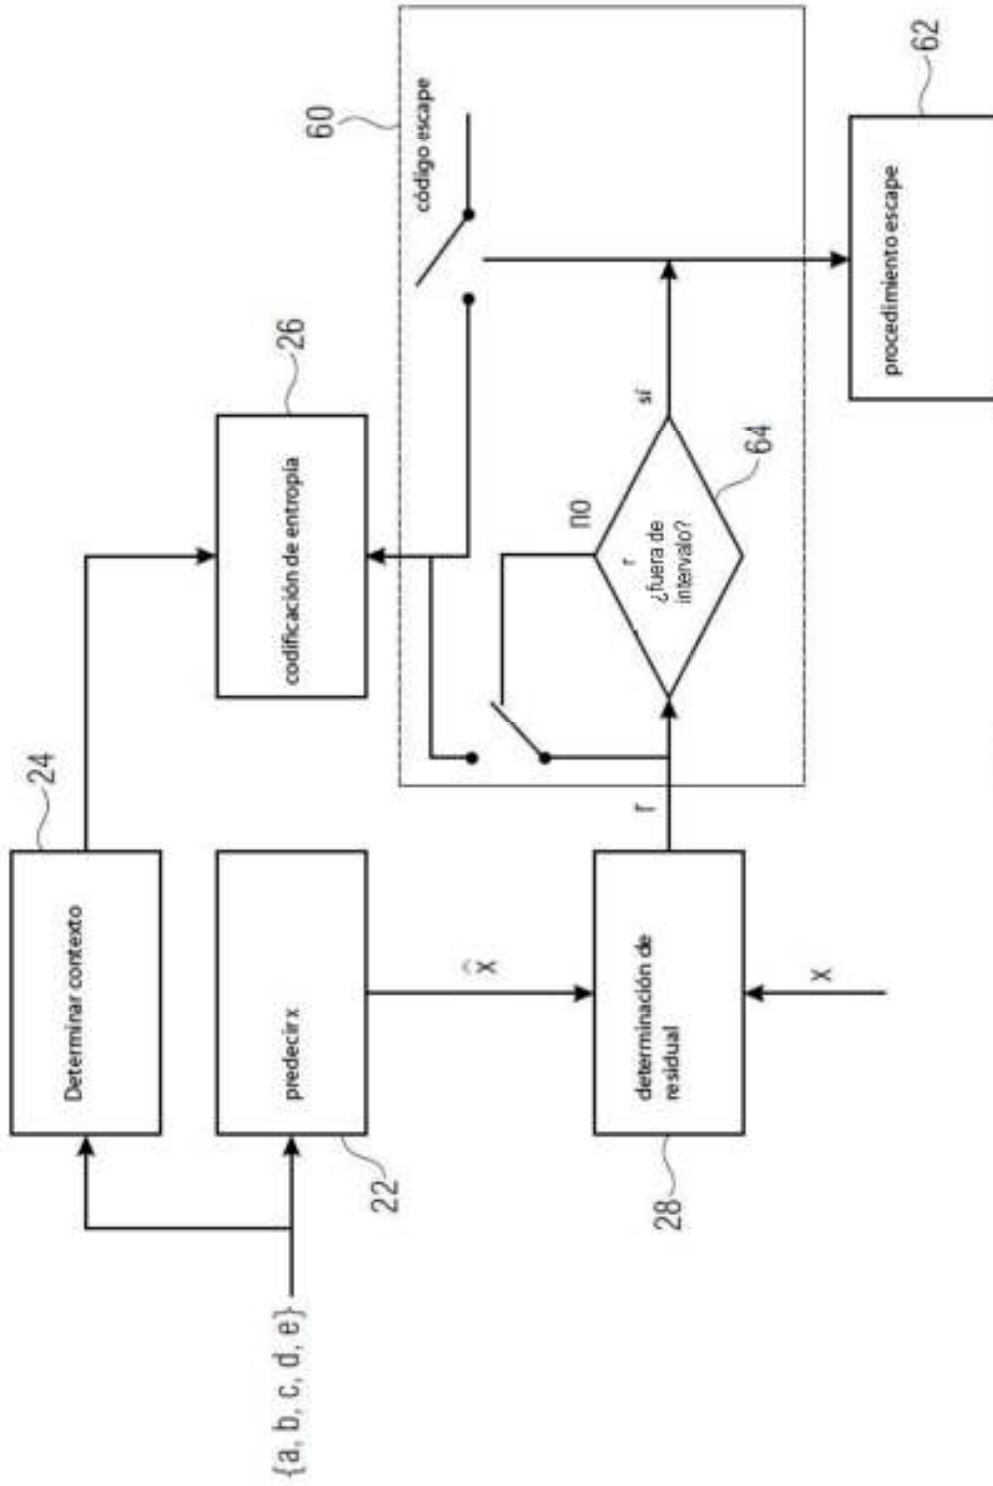 60
código escape
62
procedimiento escape
26
codificación de entropía
sí
no
64
r
¿fuera de
intervalo?
24
Determinar contexto
r
predecir x
22
x̂
determinación de
residual
28
x
{a, b, c, d, e}